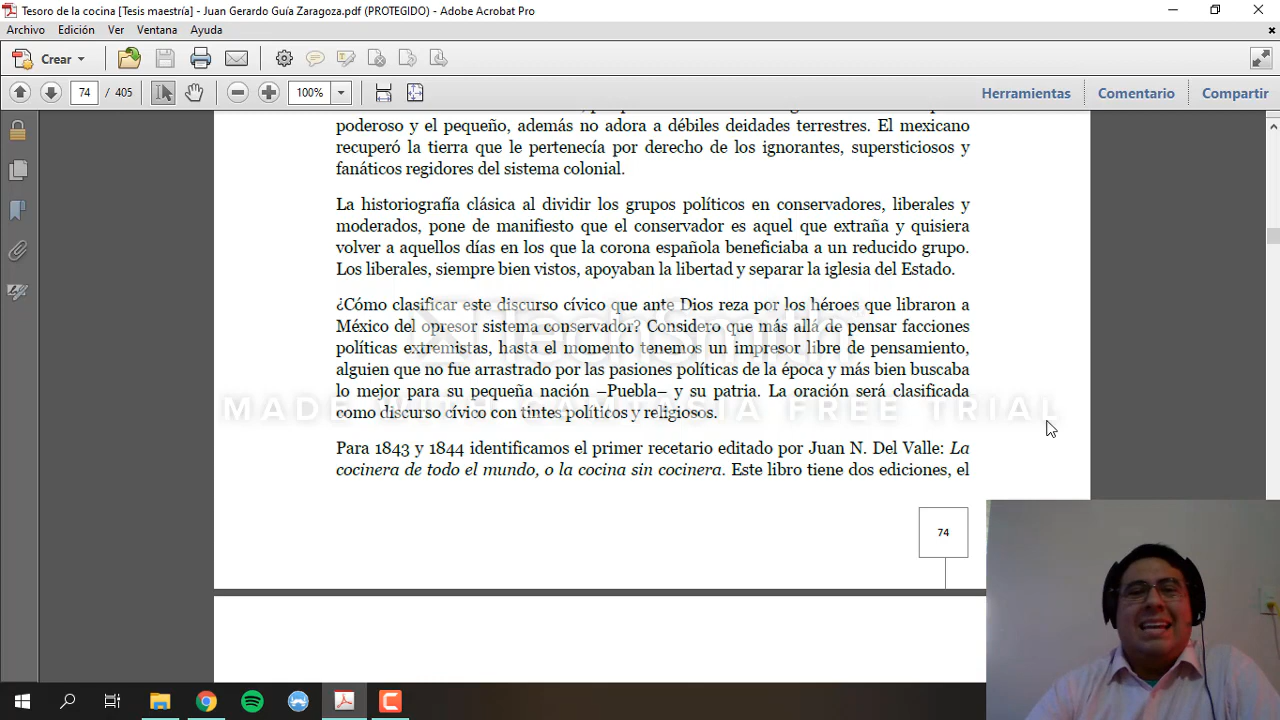 Tesoro de la cocina [Tesis maestría] - Juan Gerardo Guía Zaragoza.pdf (PROTEGIDO) - Adobe Acrobat Pro
Archivo Edición Ver Ventana Ayuda
Crear
74 / 405 100% Herramientas Comentario Compartir
poderoso y el pequeño, además no adora a débiles deidades terrestres. El mexicano
recuperó la tierra que le pertenecía por derecho de los ignorantes, supersticiosos y
fanáticos regidores del sistema colonial.
La historiografía clásica al dividir los grupos políticos en conservadores, liberales y
moderados, pone de manifiesto que el conservador es aquel que extraña y quisiera
volver a aquellos días en los que la corona española beneficiaba a un reducido grupo.
Los liberales, siempre bien vistos, apoyaban la libertad y separar la iglesia del Estado.
¿Cómo clasificar este discurso cívico que ante Dios reza por los héroes que libraron a
México del opresor sistema conservador? Considero que más allá de pensar facciones
políticas extremistas, hasta el momento tenemos un impresor libre de pensamiento,
alguien que no fue arrastrado por las pasiones políticas de la época y más bien buscaba
lo mejor para su pequeña nación –Puebla– y su patria. La oración será clasificada
como discurso cívico con tintes políticos y religiosos.
TechSmith
MADE WITH CAMTASIA FREE TRIAL
Para 1843 y 1844 identificamos el primer recetario editado por Juan N. Del Valle: La
cocinera de todo el mundo, o la cocina sin cocinera. Este libro tiene dos ediciones, el
74